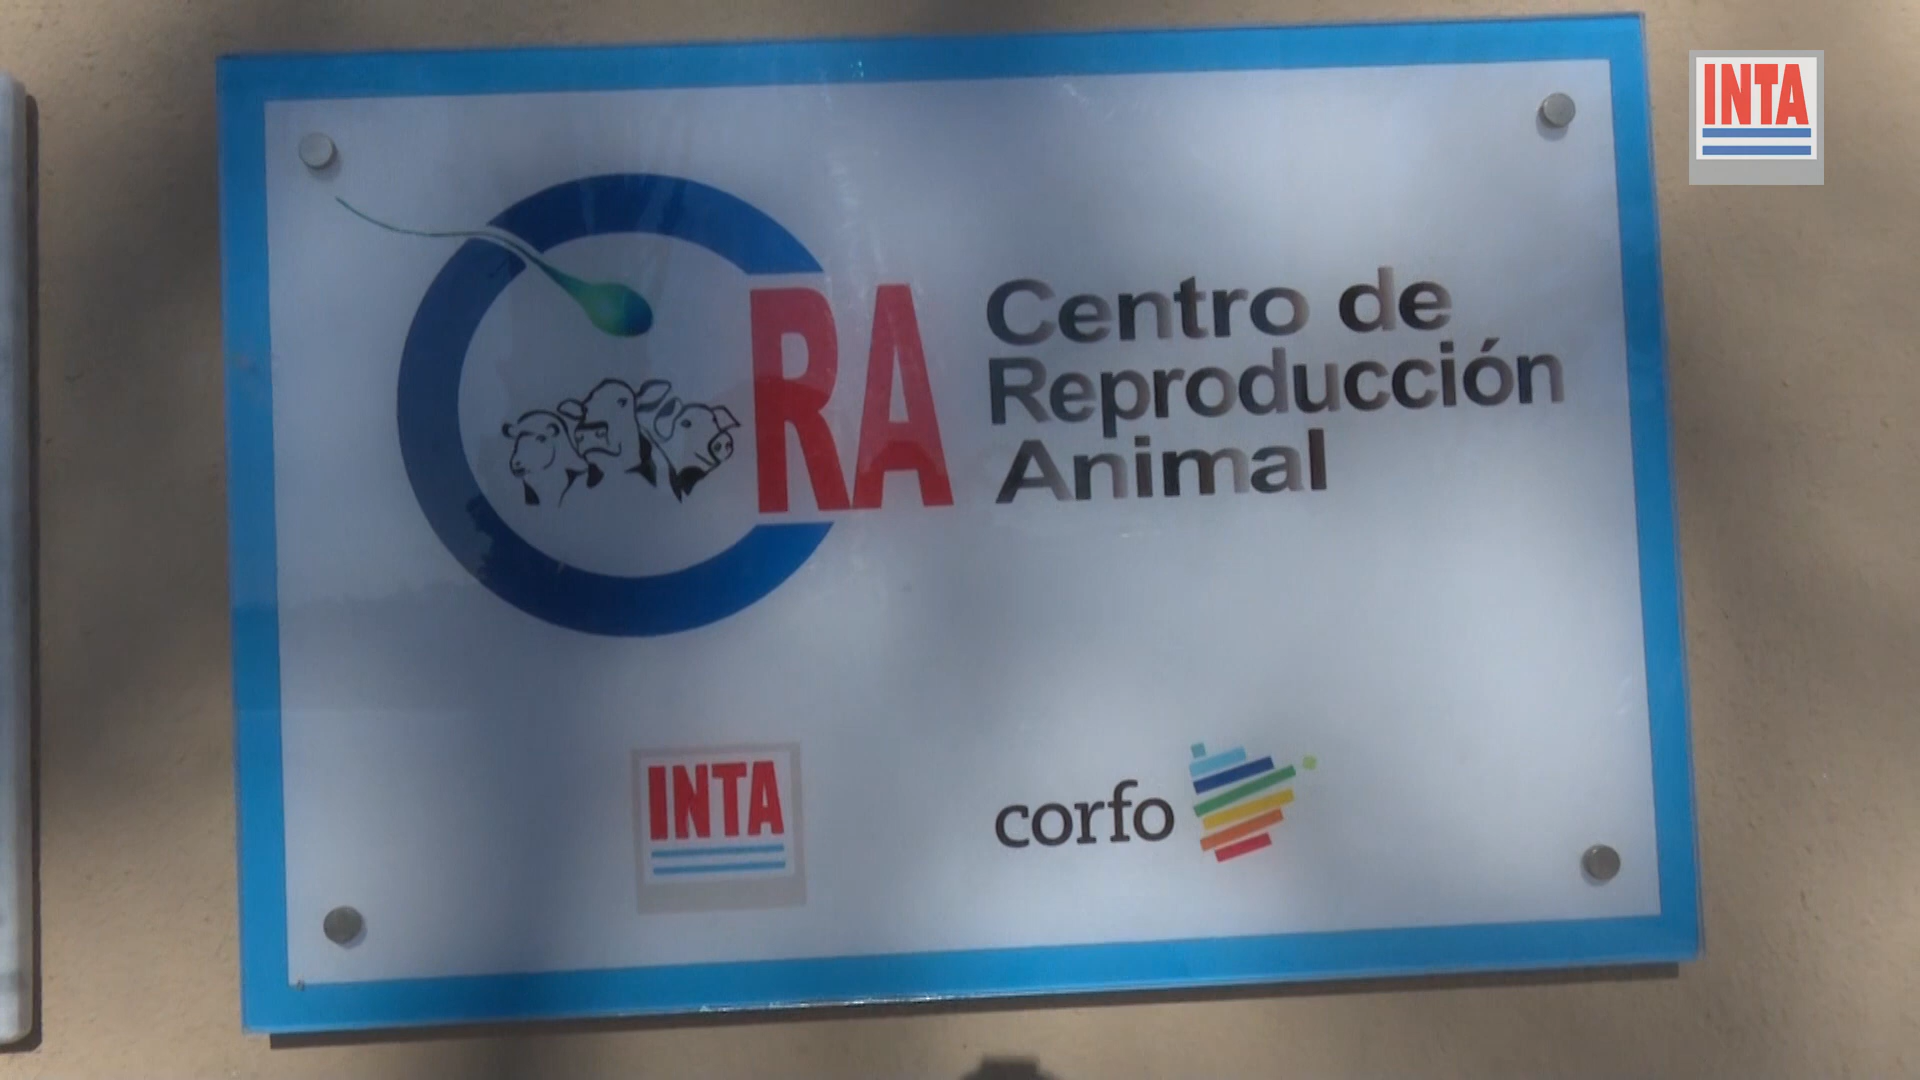 INTA
CRA
Centro de
Reproducción
Animal
INTA
corfo